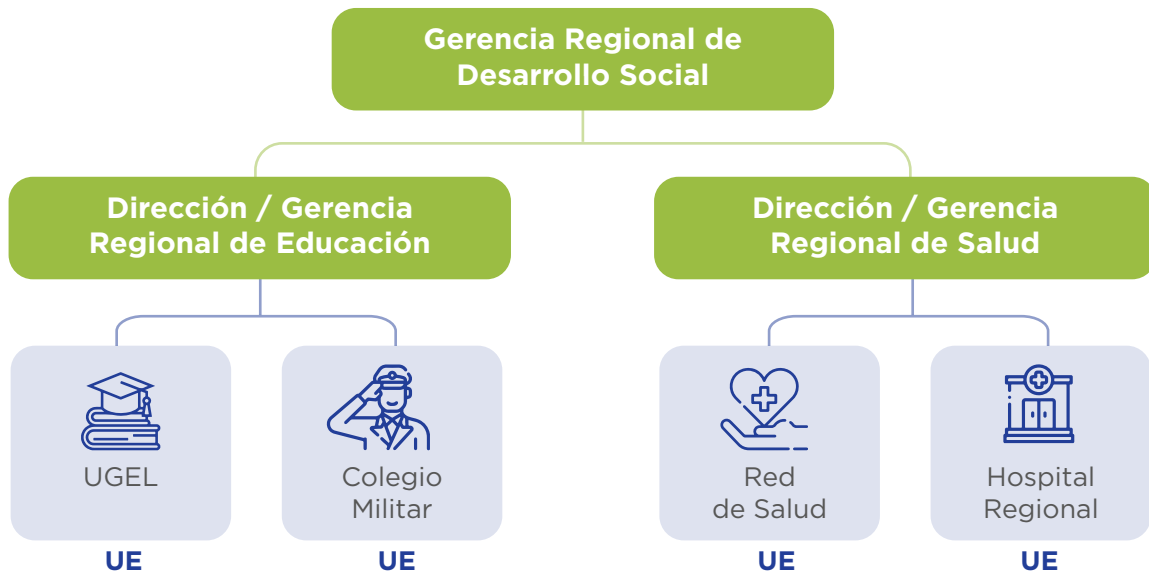 Gerencia Regional de
Desarrollo Social
Dirección / Gerencia
Regional de Educación
Dirección / Gerencia
Regional de Salud
UGEL
Colegio
Militar
Red
de Salud
Hospital
Regional
UE
UE
UE
UE